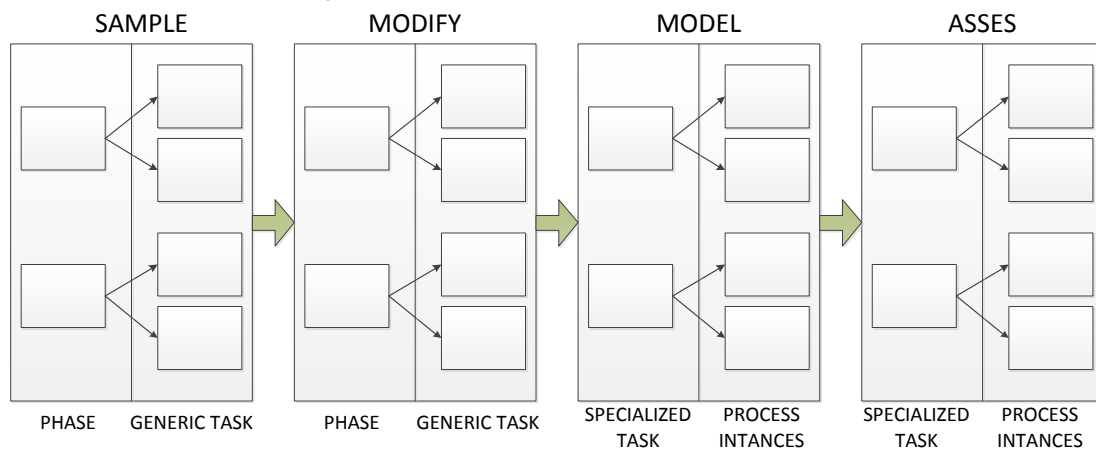 SAMPLE MODIFY MODEL ASSES
PHASE GENERIC TASK PHASE GENERIC TASK SPECIALIZED TASK PROCESS INTANCES SPECIALIZED TASK PROCESS INTANCES